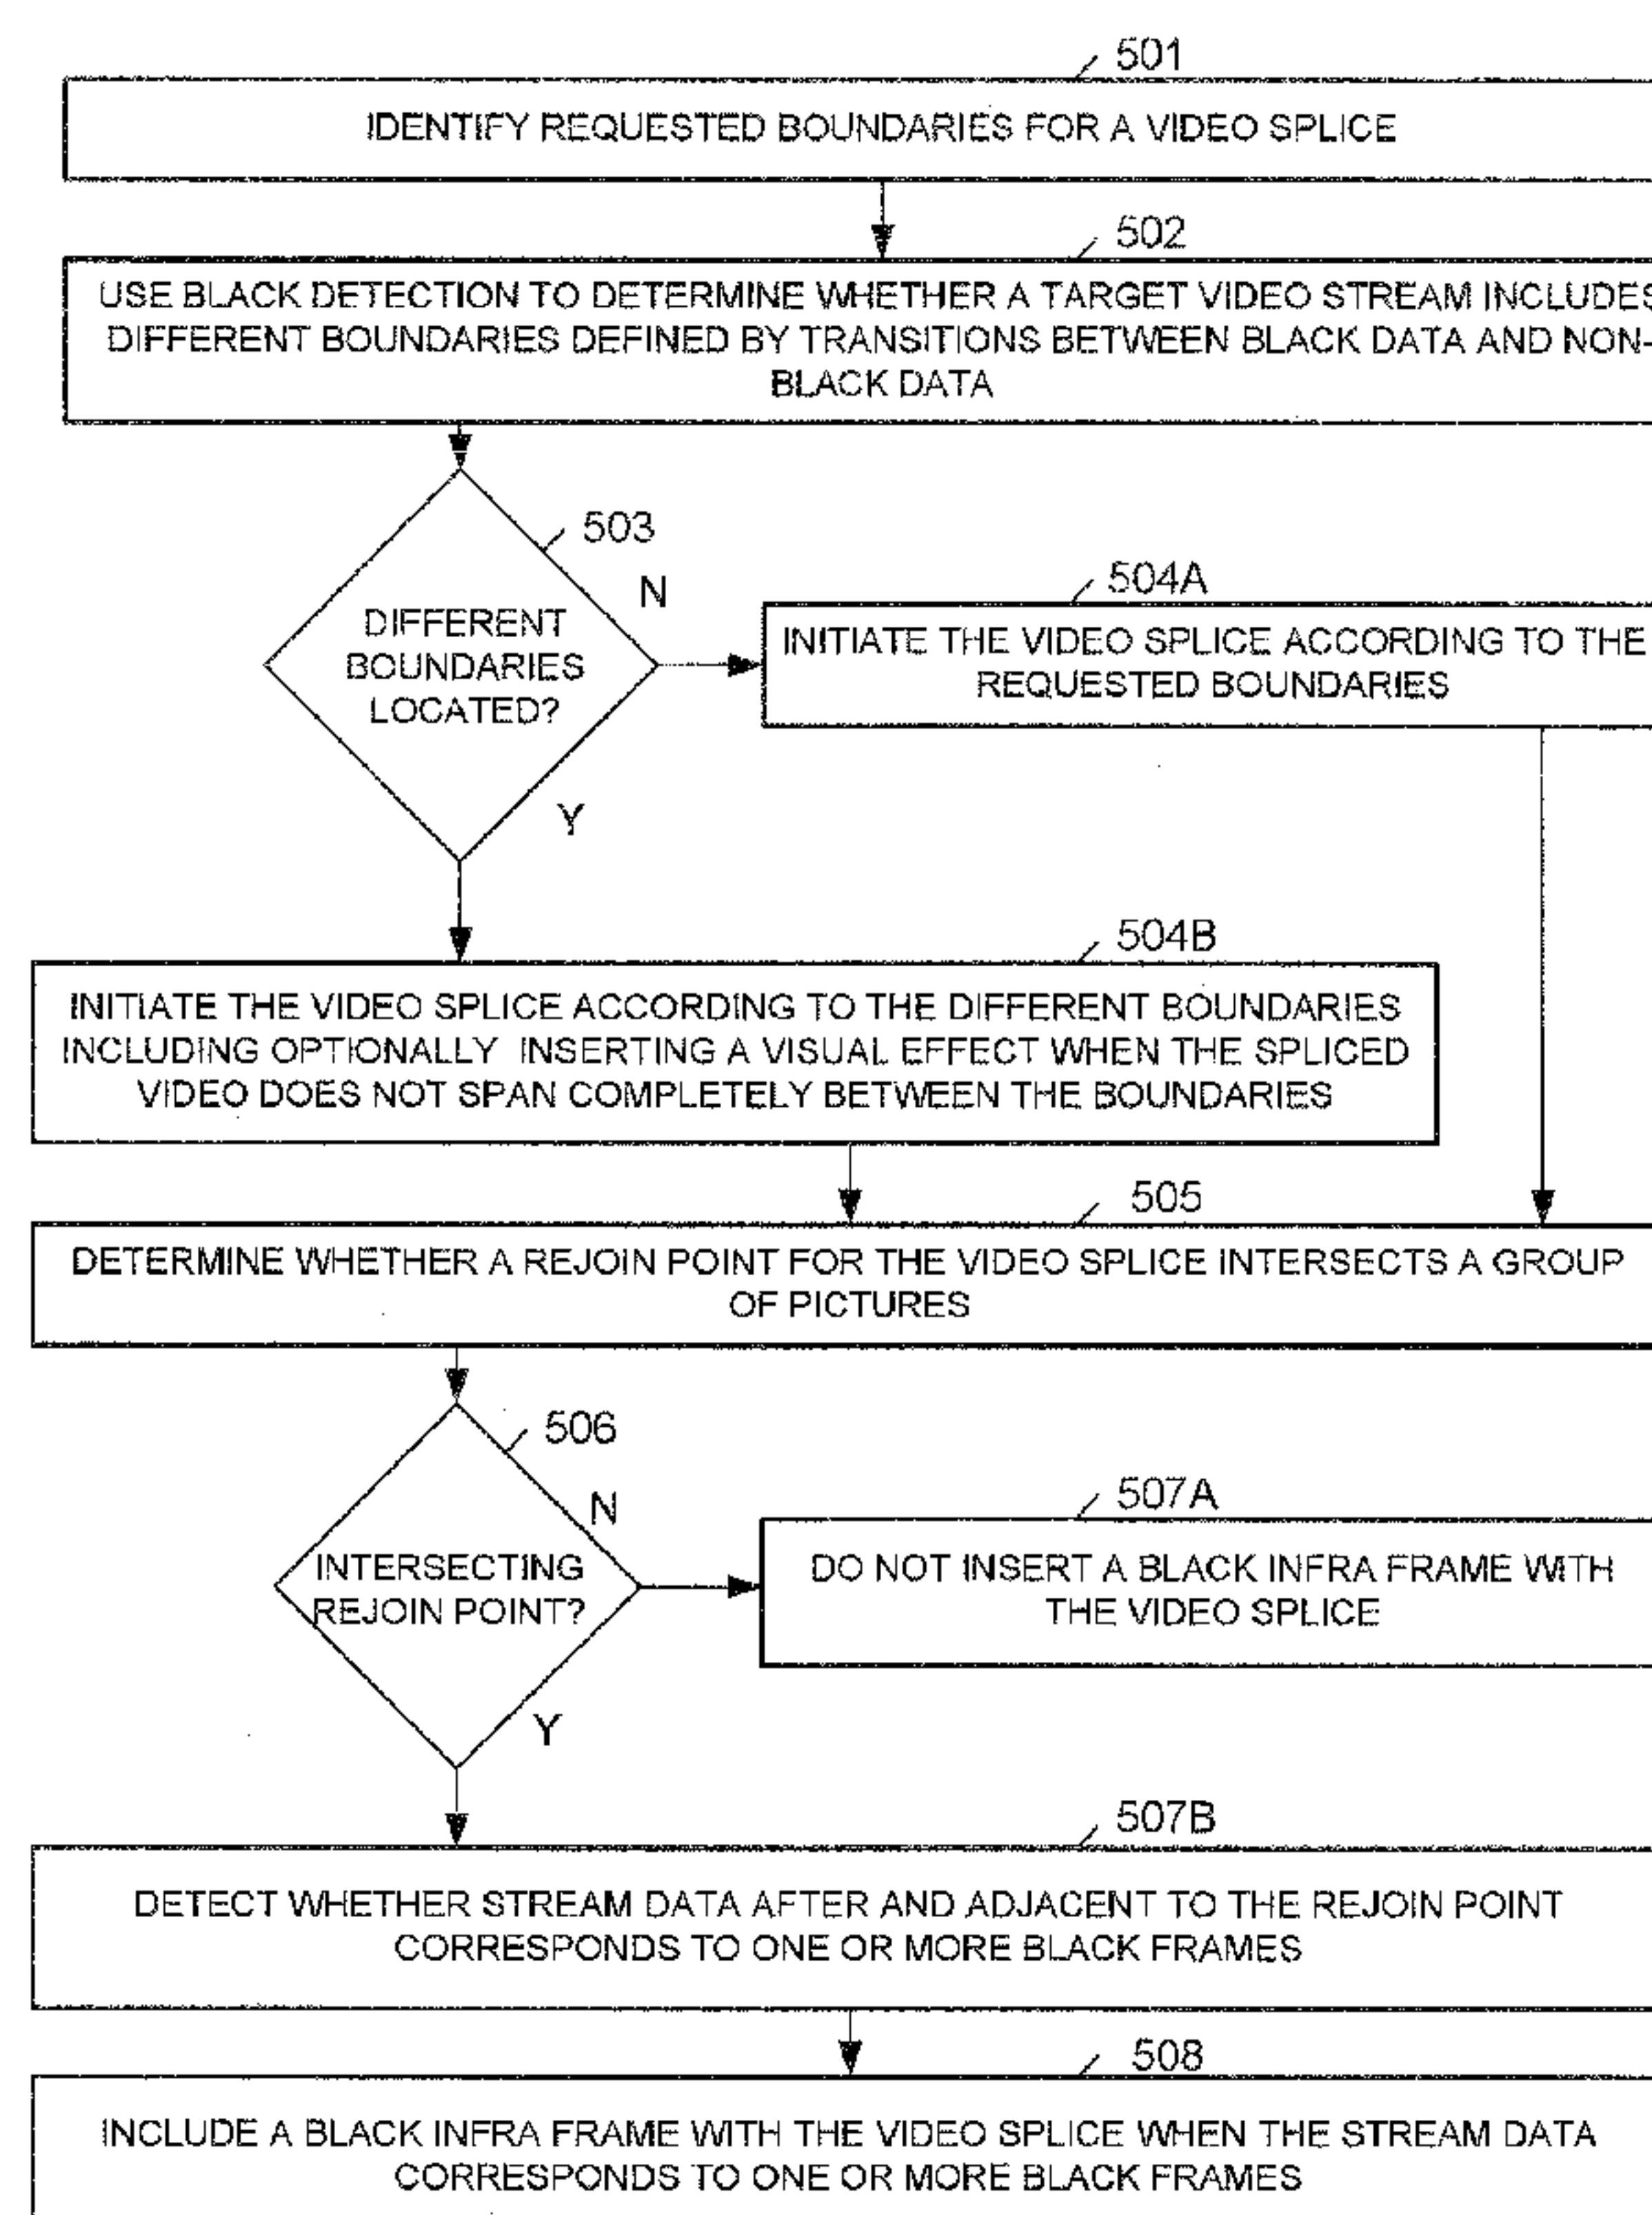 501
IDENTIFY REQUESTED BOUNDARIES FOR A VIDEO SPLICE
502
USE BLACK DETECTION TO DETERMINE WHETHER A TARGET VIDEO STREAM INCLUDES
DIFFERENT BOUNDARIES DEFINED BY TRANSITIONS BETWEEN BLACK DATA AND NON-
BLACK DATA
503
N
DIFFERENT
BOUNDARIES
LOCATED?
Y
504A
INITIATE THE VIDEO SPLICE ACCORDING TO THE
REQUESTED BOUNDARIES
504B
INITIATE THE VIDEO SPLICE ACCORDING TO THE DIFFERENT BOUNDARIES
INCLUDING OPTIONALLY INSERTING A VISUAL EFFECT WHEN THE SPLICED
VIDEO DOES NOT SPAN COMPLETELY BETWEEN THE BOUNDARIES
505
DETERMINE WHETHER A REJOIN POINT FOR THE VIDEO SPLICE INTERSECTS A GROUP
OF PICTURES
506
N
INTERSECTING
REJOIN POINT?
Y
507A
DO NOT INSERT A BLACK INFRA FRAME WITH
THE VIDEO SPLICE
507B
DETECT WHETHER STREAM DATA AFTER AND ADJACENT TO THE REJOIN POINT
CORRESPONDS TO ONE OR MORE BLACK FRAMES
508
INCLUDE A BLACK INFRA FRAME WITH THE VIDEO SPLICE WHEN THE STREAM DATA
CORRESPONDS TO ONE OR MORE BLACK FRAMES